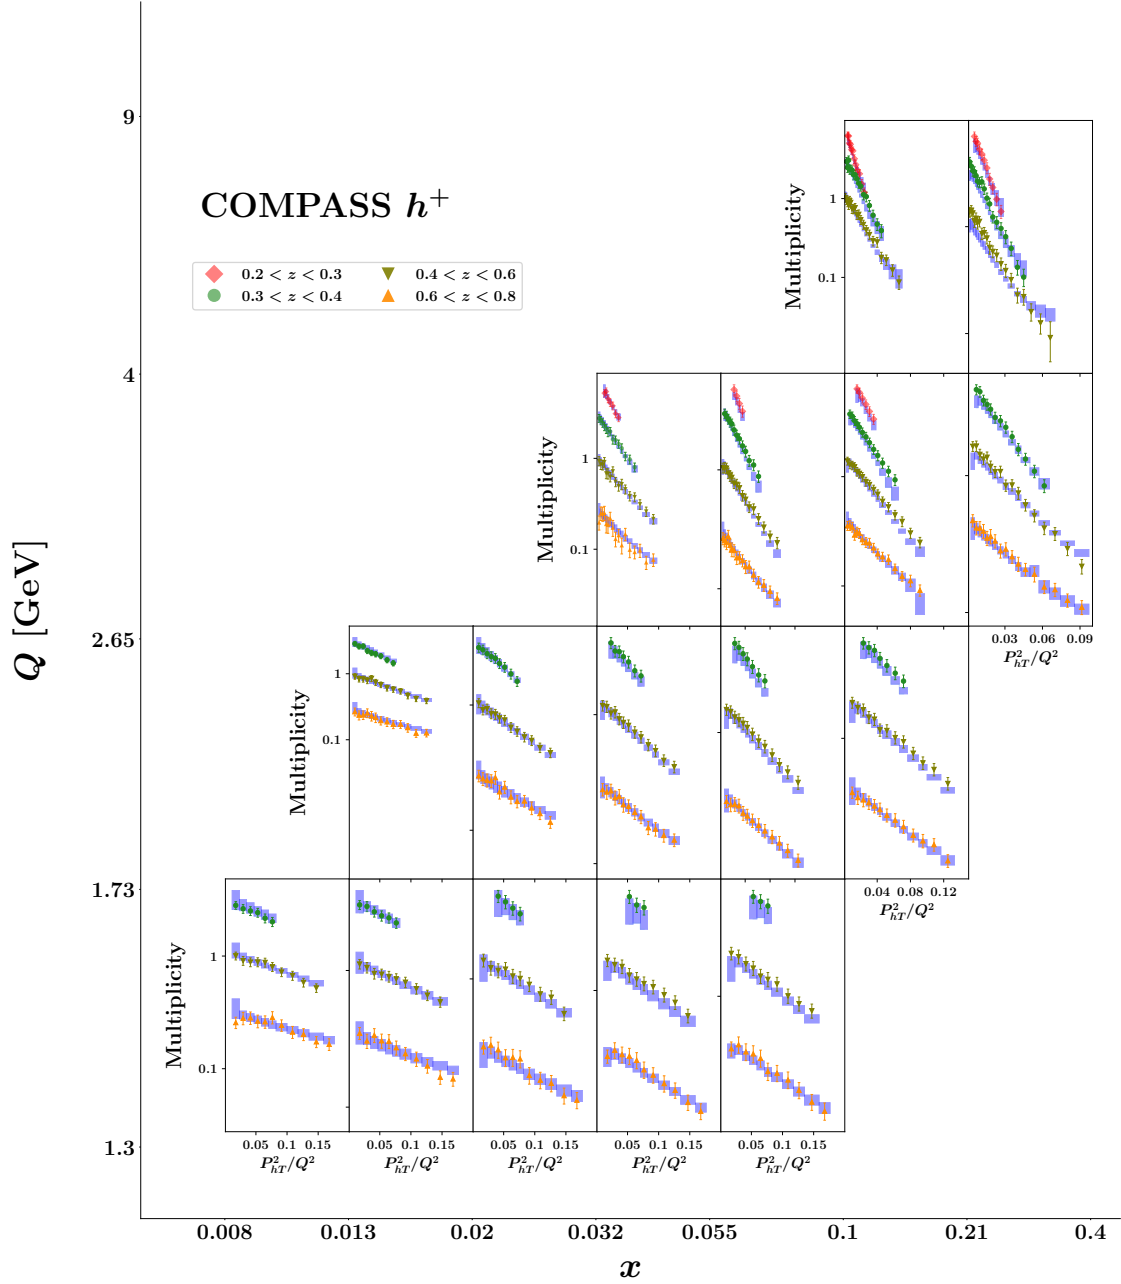 9
COMPASS h⁺
0.2 < z < 0.3
0.4 < z < 0.6
0.3 < z < 0.4
0.6 < z < 0.8
Multiplicity
1
0.1
4
Multiplicity
1
0.1
0.03 0.06 0.09
P²hT/Q²
Q [GeV]
2.65
Multiplicity
1
0.1
0.04 0.08 0.12
P²hT/Q²
1.73
Multiplicity
1
0.1
0.05 0.1 0.15 0.05 0.1 0.15 0.05 0.1 0.15 0.05 0.1 0.15 0.05 0.1 0.15
P²hT/Q² P²hT/Q² P²hT/Q² P²hT/Q² P²hT/Q²
1.3
0.008 0.013 0.02 0.032 0.055 0.1 0.21 0.4
x